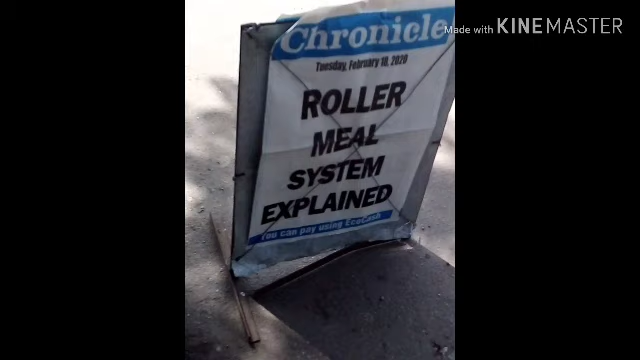 Made with KINEMASTER
Chronicle
Tuesday, February 18, 2020
ROLLER
MEAL
SYSTEM
EXPLAINED
You can pay using EcoCash